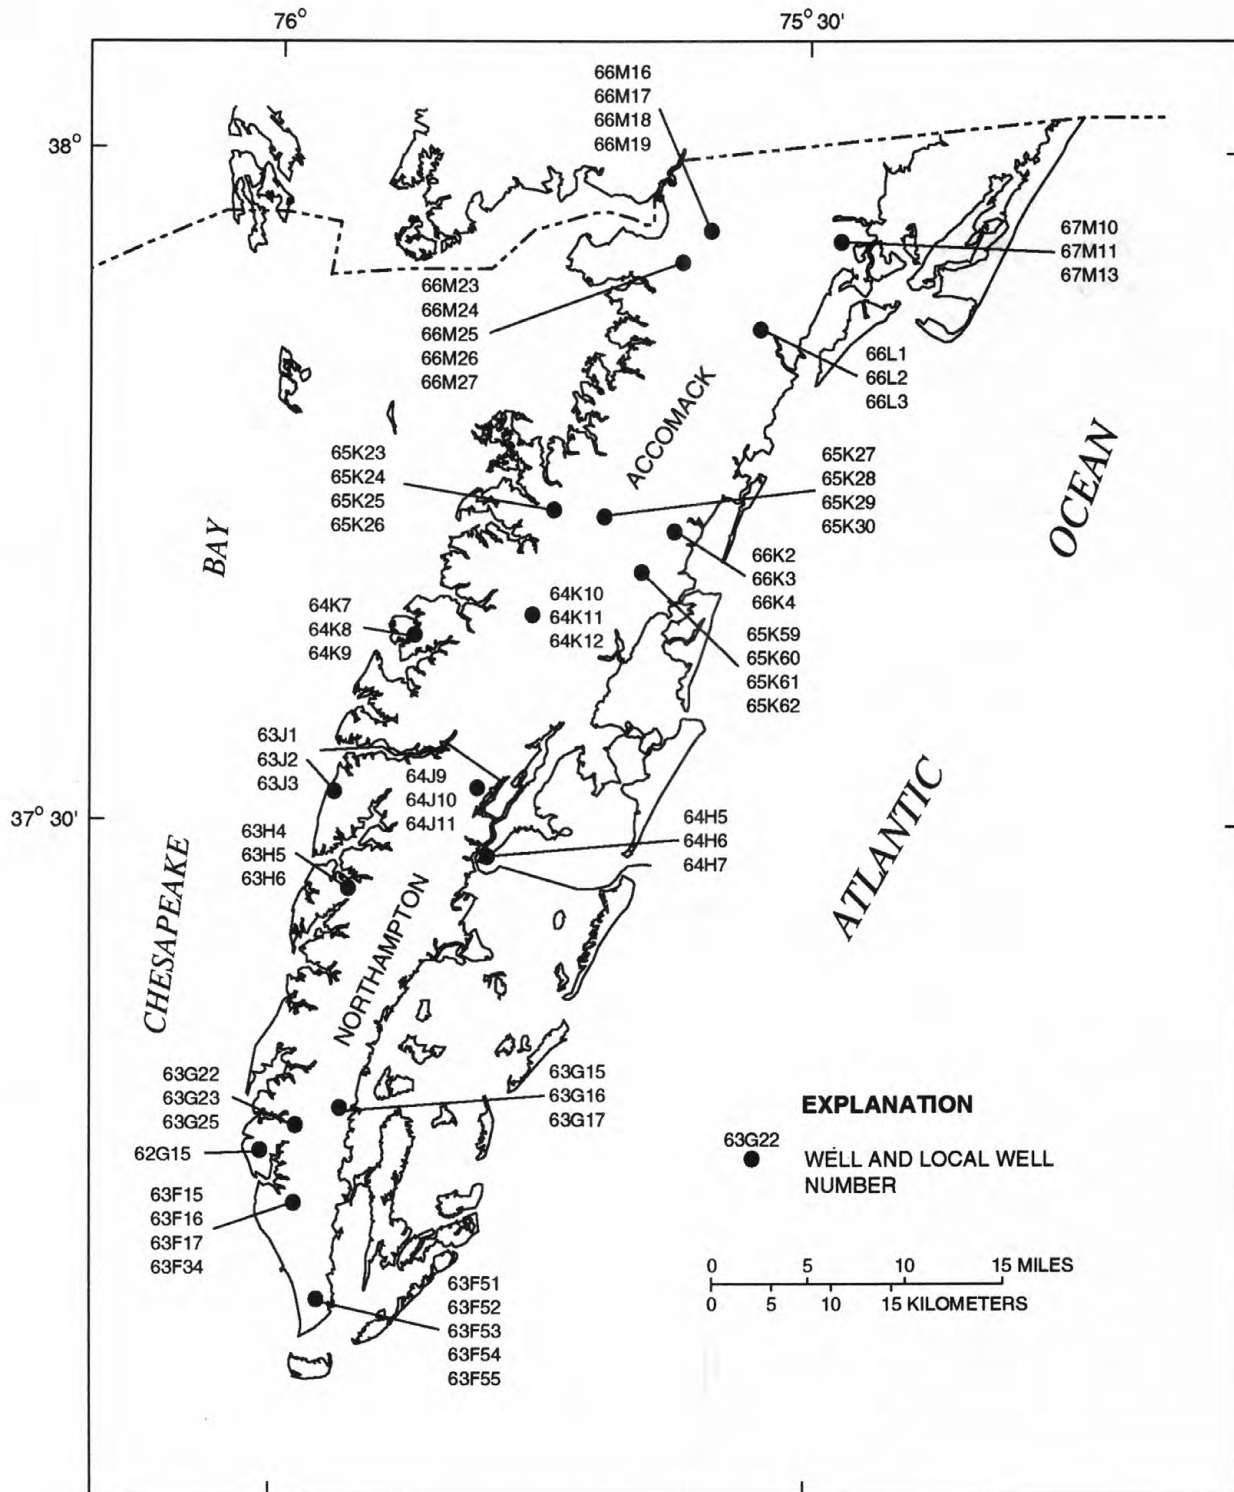 76°
75° 30'
38°
66M16
66M17
66M18
66M19
67M10
67M11
67M13
66M23
66M24
66M25
66M26
66M27
66L1
66L2
66L3
ACCOMACK
65K23
65K24
65K25
65K26
65K27
65K28
65K29
65K30
OCEAN
BAY
66K2
66K3
66K4
64K7
64K8
64K9
64K10
64K11
64K12
65K59
65K60
65K61
65K62
63J1
63J2
63J3
64J9
64J10
64J11
37° 30'
64H5
64H6
64H7
63H4
63H5
63H6
ATLANTIC
CHESAPEAKE
NORTHAMPTON
63G22
63G23
63G25
62G15
63G15
63G16
63G17
63F15
63F16
63F17
63F34
63F51
63F52
63F53
63F54
63F55
EXPLANATION
63G22
WELL AND LOCAL WELL
NUMBER
0 5 10 15 MILES
0 5 10 15 KILOMETERS